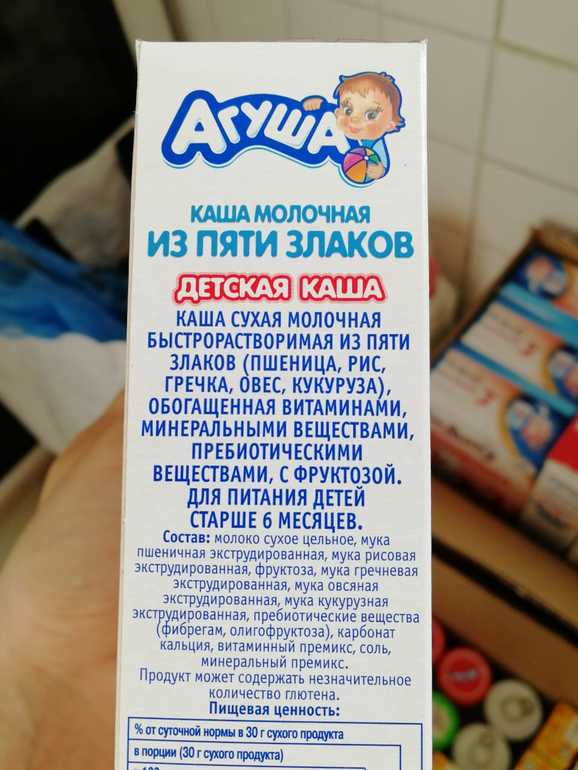 АГУША
КАША МОЛОЧНАЯ
ИЗ ПЯТИ ЗЛАКОВ
ДЕТСКАЯ КАША
КАША СУХАЯ МОЛОЧНАЯ
БЫСТРОРАСТВОРИМАЯ ИЗ ПЯТИ
ЗЛАКОВ (ПШЕНИЦА, РИС,
ГРЕЧКА, ОВЕС, КУКУРУЗА),
ОБОГАЩЕННАЯ ВИТАМИНАМИ,
МИНЕРАЛЬНЫМИ ВЕЩЕСТВАМИ,
ПРЕБИОТИЧЕСКИМИ
ВЕЩЕСТВАМИ, С ФРУКТОЗОЙ.
ДЛЯ ПИТАНИЯ ДЕТЕЙ
СТАРШЕ 6 МЕСЯЦЕВ.
Состав: молоко сухое цельное, мука
пшеничная экструдированная, мука рисовая
экструдированная, фруктоза, мука гречневая
экструдированная, мука овсяная
экструдированная, мука кукурузная
экструдированная, пребиотические вещества
(фибрегам, олигофруктоза), карбонат
кальция, витаминный премикс, соль,
минеральный премикс.
Продукт может содержать незначительное
количество глютена.
Пищевая ценность:
% от суточной нормы в 30 г сухого продукта
в порции (30 г сухого продукта)